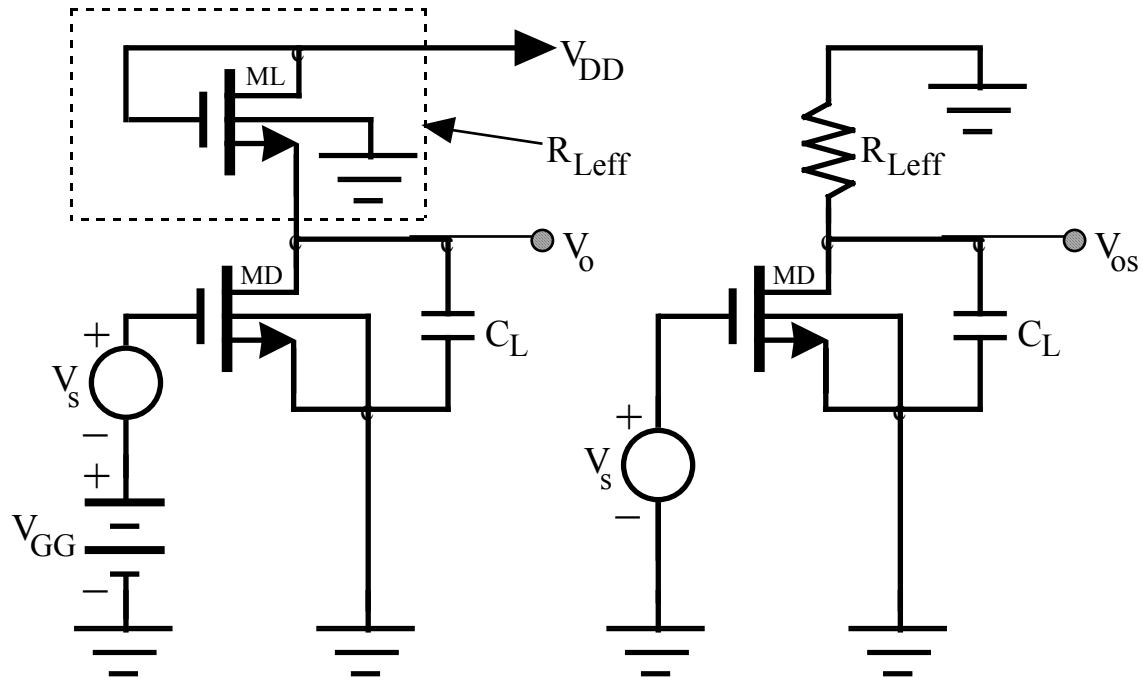 ML
V_DD
R_Leff
V_o
MD
C_L
+
V_s
−
+
V_GG
−
R_Leff
V_os
MD
C_L
+
V_s
−